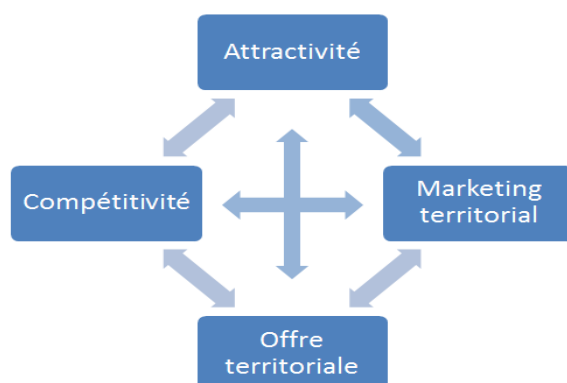 Attractivité
Compétitivité
Marketing
territorial
Offre
territoriale